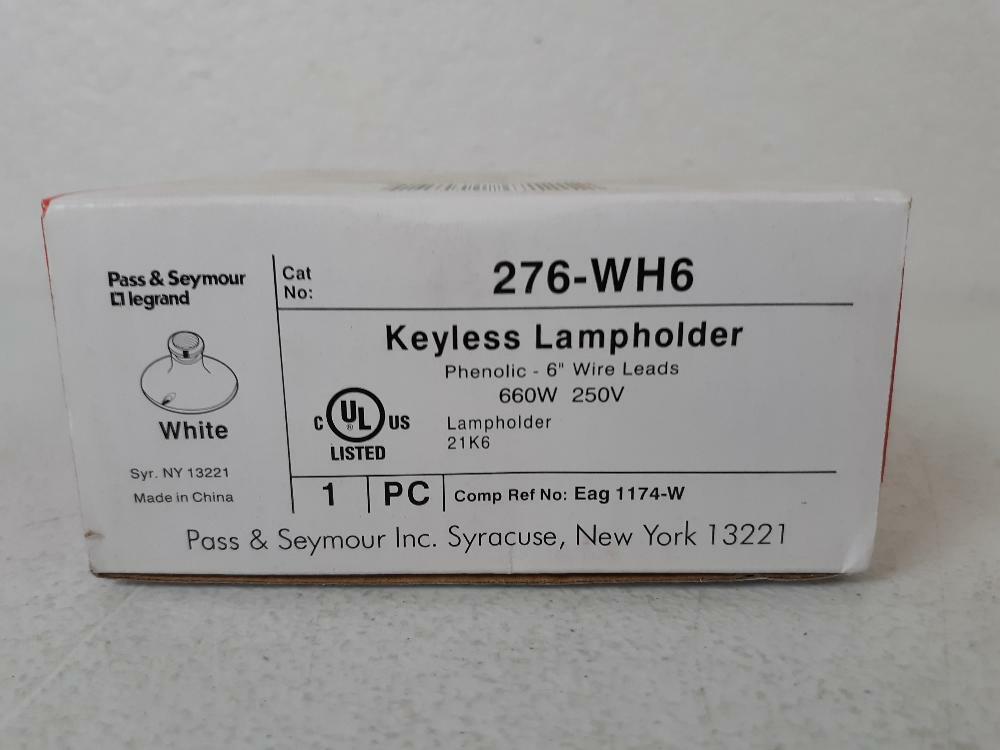 Pass & Seymour
legrand
White
Syr. NY 13221
Made in China
Cat
No:
276-WH6
Keyless Lampholder
Phenolic - 6" Wire Leads
660W 250V
C UL ® US
LISTED
Lampholder
21K6
1 PC Comp Ref No: Eag 1174-W
Pass & Seymour Inc. Syracuse, New York 13221